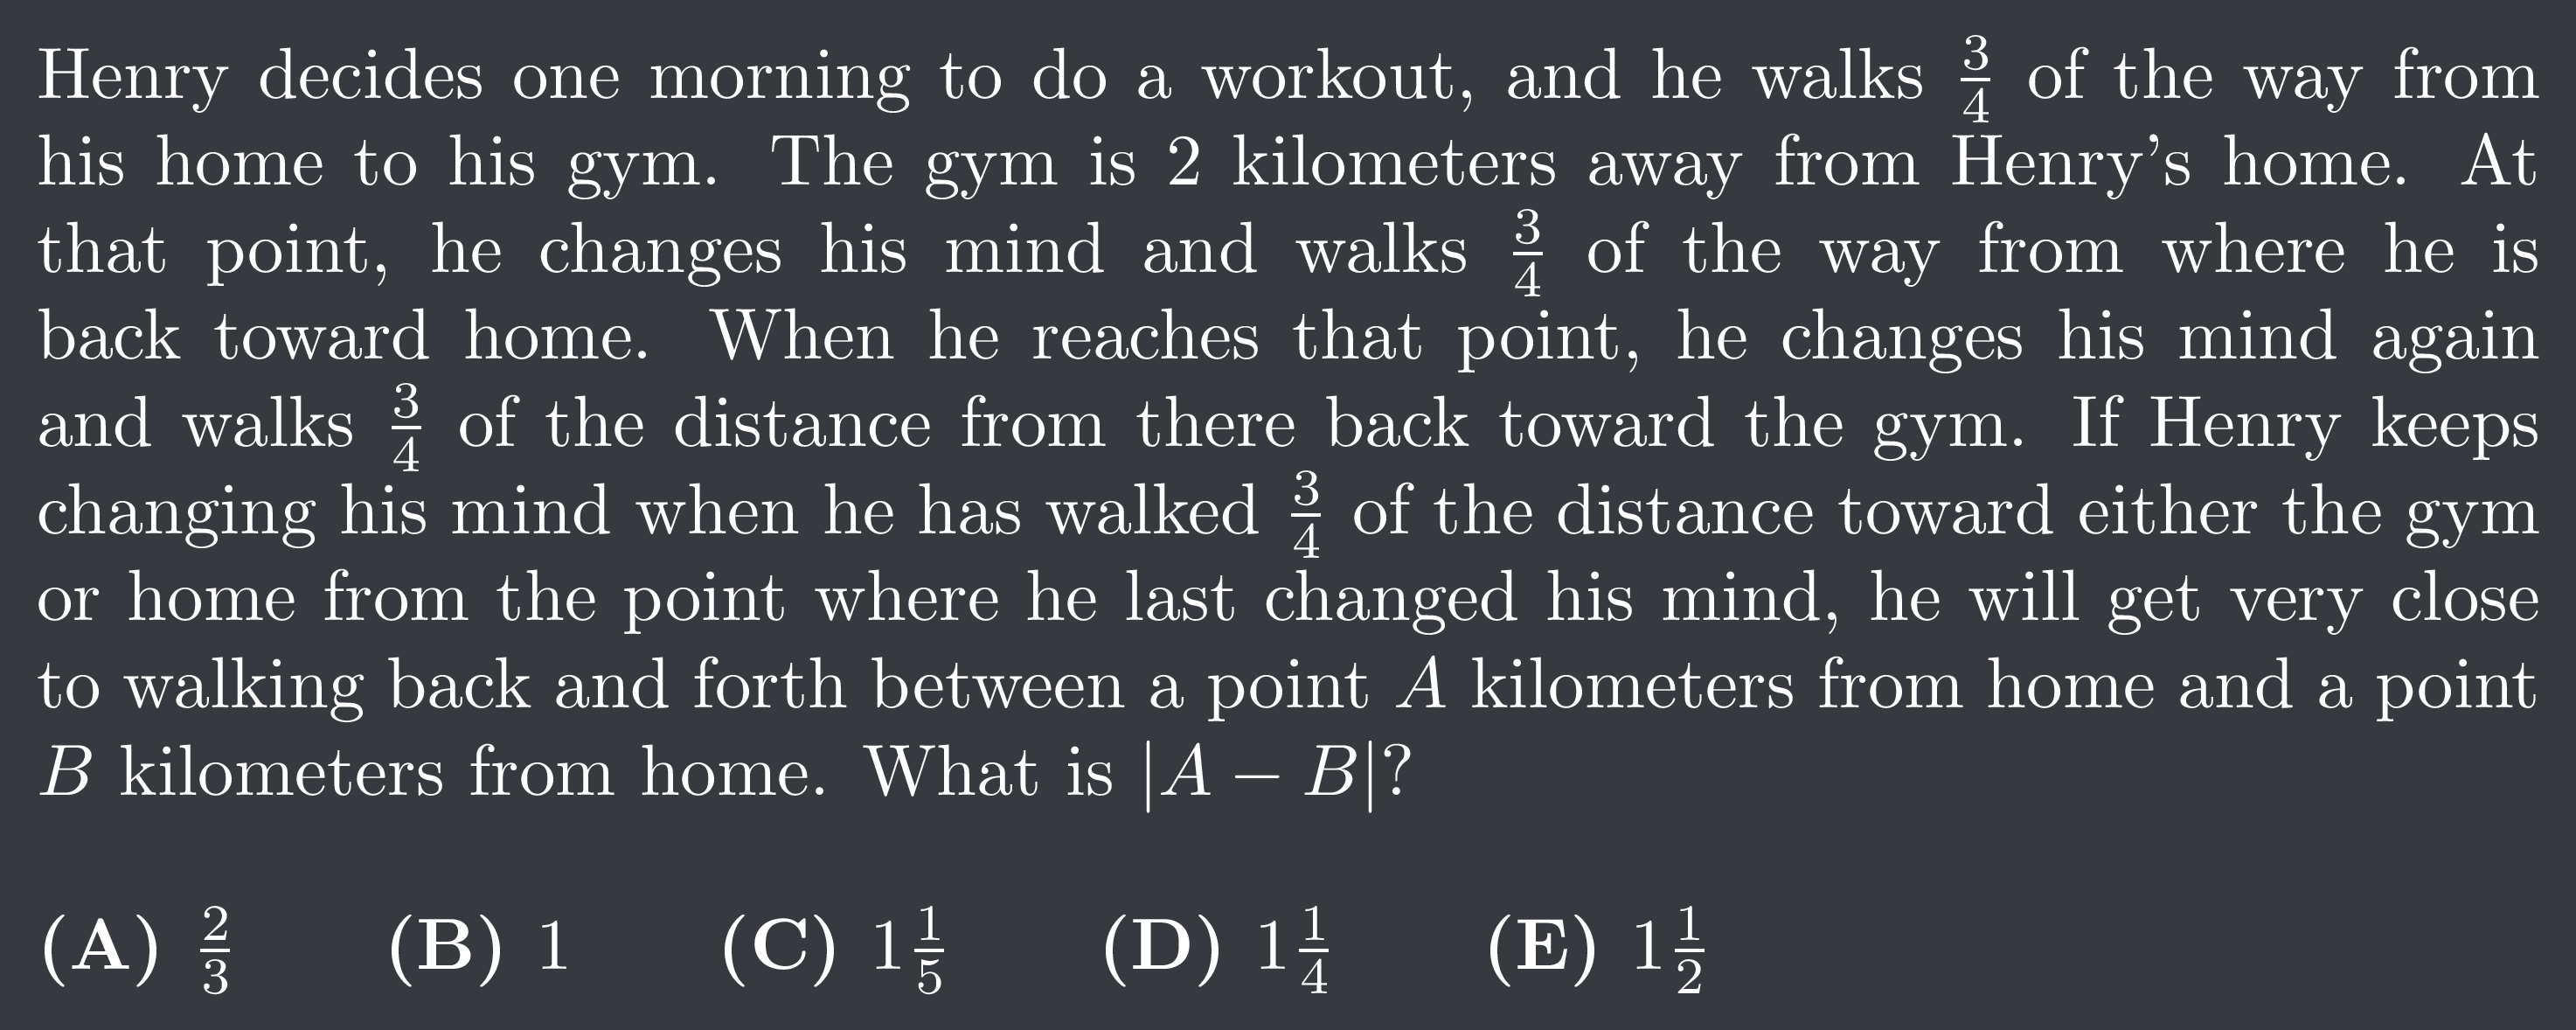 Henry decides one morning to do a workout, and he walks $\frac{3}{4}$ of the way from
his home to his gym. The gym is 2 kilometers away from Henry's home. At
that point, he changes his mind and walks $\frac{3}{4}$ of the way from where he is
back toward home. When he reaches that point, he changes his mind again
and walks $\frac{3}{4}$ of the distance from there back toward the gym. If Henry keeps
changing his mind when he has walked $\frac{3}{4}$ of the distance toward either the gym
or home from the point where he last changed his mind, he will get very close
to walking back and forth between a point $A$ kilometers from home and a point
$B$ kilometers from home. What is $|A - B|$?
(A) $\frac{2}{3}$ (B) 1 (C) $1\frac{1}{5}$ (D) $1\frac{1}{4}$ (E) $1\frac{1}{2}$